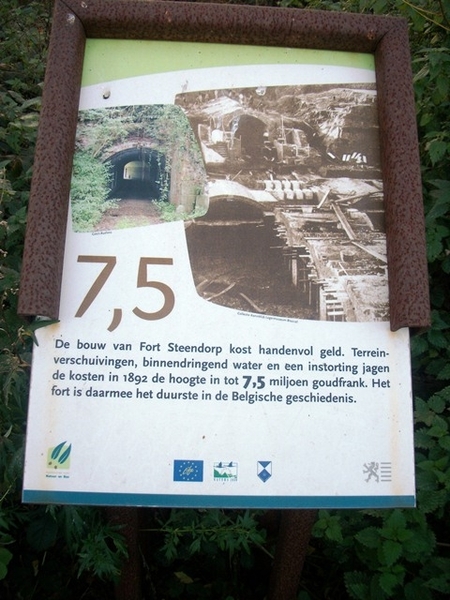 7,5
De bouw van Fort Steendorp kost handenvol geld. Terrein-
verschuivingen, binnendringend water en een instorting jagen
de kosten in 1892 de hoogte in tot 7,5 miljoen goudfrank. Het
fort is daarmee het duurste in de Belgische geschiedenis.